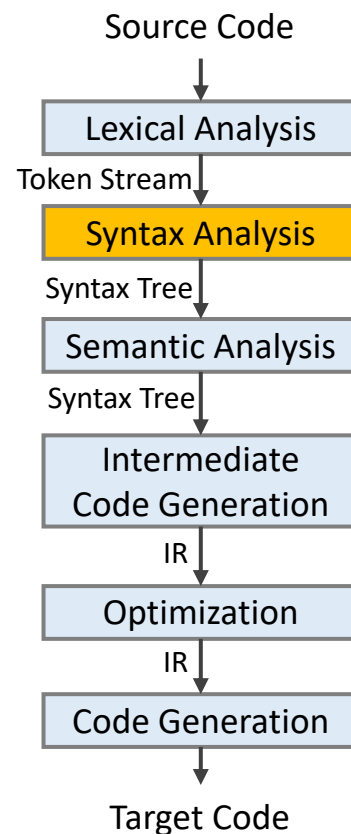 Source Code
Lexical Analysis
Token Stream
Syntax Analysis
Syntax Tree
Semantic Analysis
Syntax Tree
Intermediate
Code Generation
IR
Optimization
IR
Code Generation
Target Code